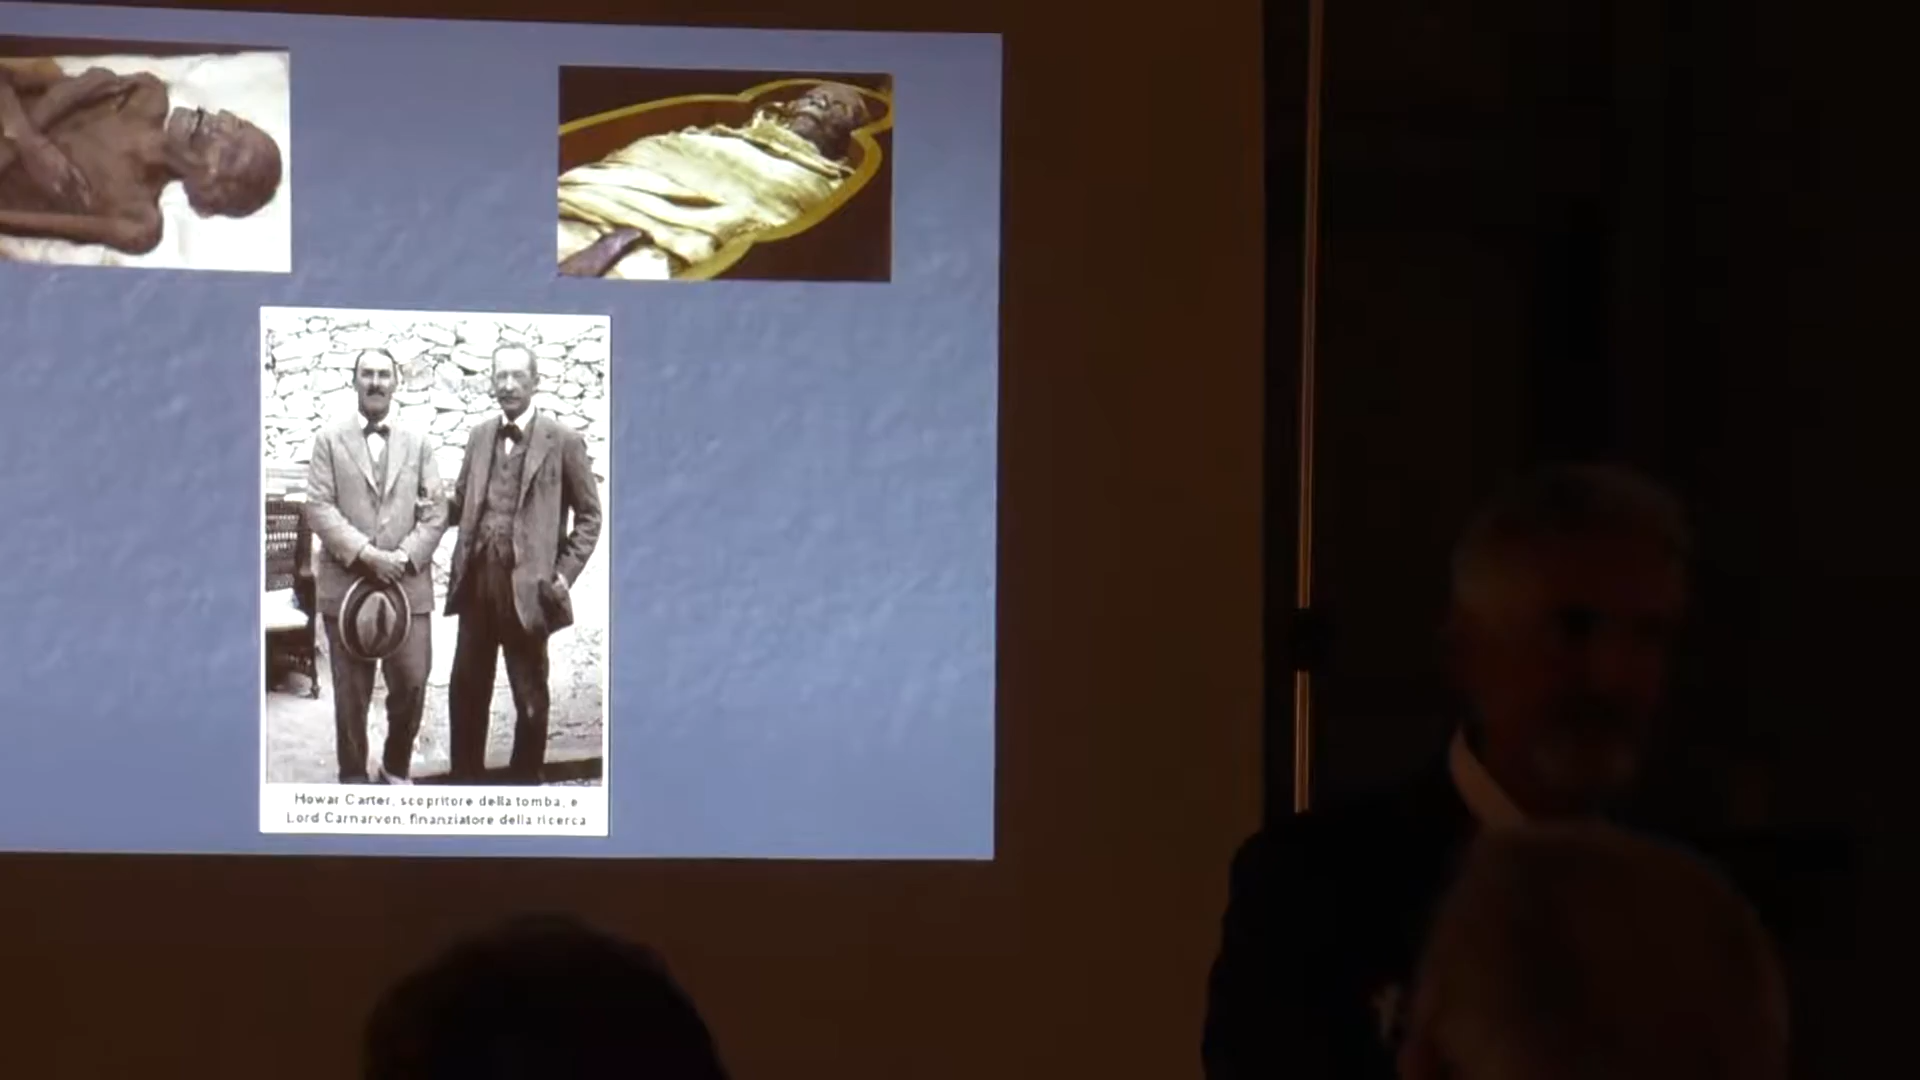 Howar Carter, scopritore della tomba, e
Lord Carnarvon, finanziatore della ricerca